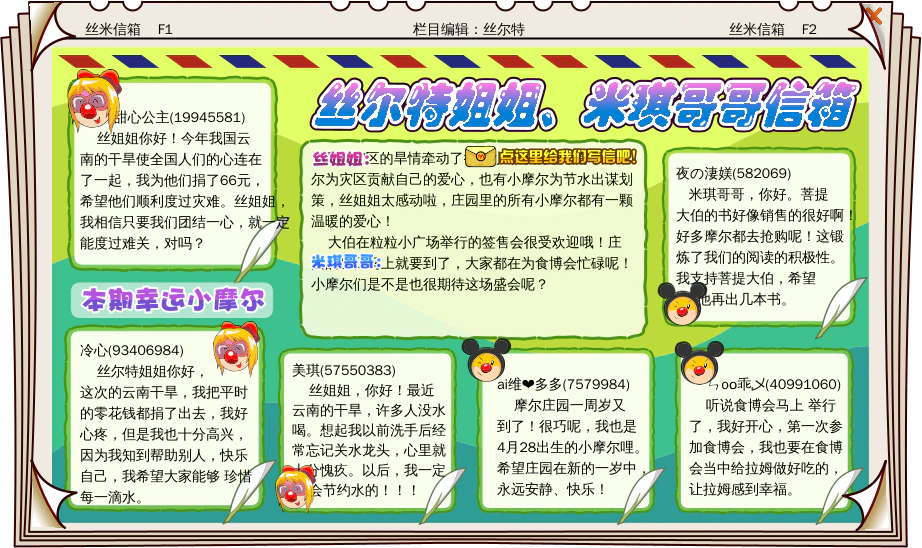 丝米信箱 F1
栏目编辑：丝尔特
丝米信箱 F2
丝尔特姐姐、米琪哥哥信箱
甜心公主(19945581)
丝姐姐你好！今年我国云
南的干旱使全国人们的心连在
了一起，我为他们捐了66元，
希望他们顺利度过灾难。丝姐姐，
我相信只要我们团结一心，就一定
能度过难关，对吗？
丝姐姐：区的旱情牵动了
点这里给我们写信吧！
尔为灾区贡献自己的爱心，也有小摩尔为节水出谋划
策，丝姐姐太感动啦，庄园里的所有小摩尔都有一颗
温暖的爱心！
大伯在粒粒小广场举行的签售会很受欢迎哦！庄
米琪哥哥：上就要到了，大家都在为食博会忙碌呢！
小摩尔们是不是也很期待这场盛会呢？
夜の淒媄(582069)
米琪哥哥，你好。菩提
大伯的书好像销售的很好啊！
好多摩尔都去抢购呢！这锻
炼了我们的阅读的积极性。
我支持菩提大伯，希望
他再出几本书。
本期幸运小摩尔
冷心(93406984)
丝尔特姐姐你好，
这次的云南干旱，我把平时
的零花钱都捐了出去，我好
心疼，但是我也十分高兴，
因为我知到帮助别人，快乐
自己，我希望大家能够 珍惜
每一滴水。
美琪(57550383)
丝姐姐，你好！最近
云南的干旱，许多人没水
喝。想起我以前洗手后经
常忘记关水龙头，心里就
十分愧疚。以后，我一定
会节约水的！！！
ai维❤多多(7579984)
摩尔庄园一周岁又
到了！很巧呢，我也是
4月28出生的小摩尔哩。
希望庄园在新的一岁中，
永远安静、快乐！
ㄣoo乖乄(40991060)
听说食博会马上 举行
了，我好开心，第一次参
加食博会，我也要在食博
会当中给拉姆做好吃的，
让拉姆感到幸福。